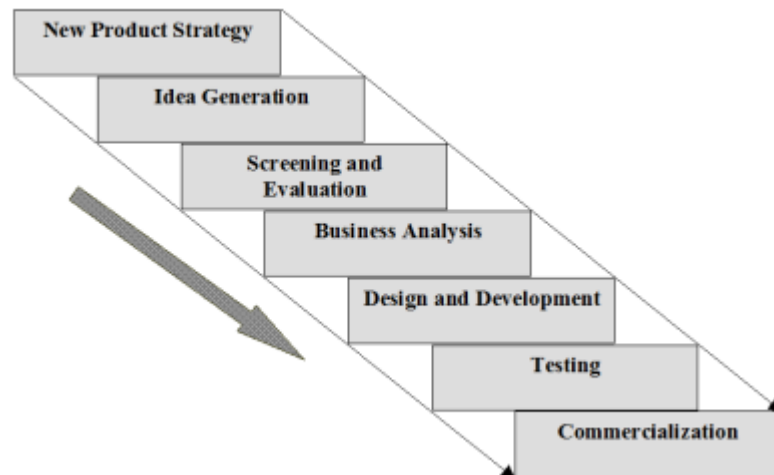 New Product Strategy
Idea Generation
Screening and
Evaluation
Business Analysis
Design and Development
Testing
Commercialization